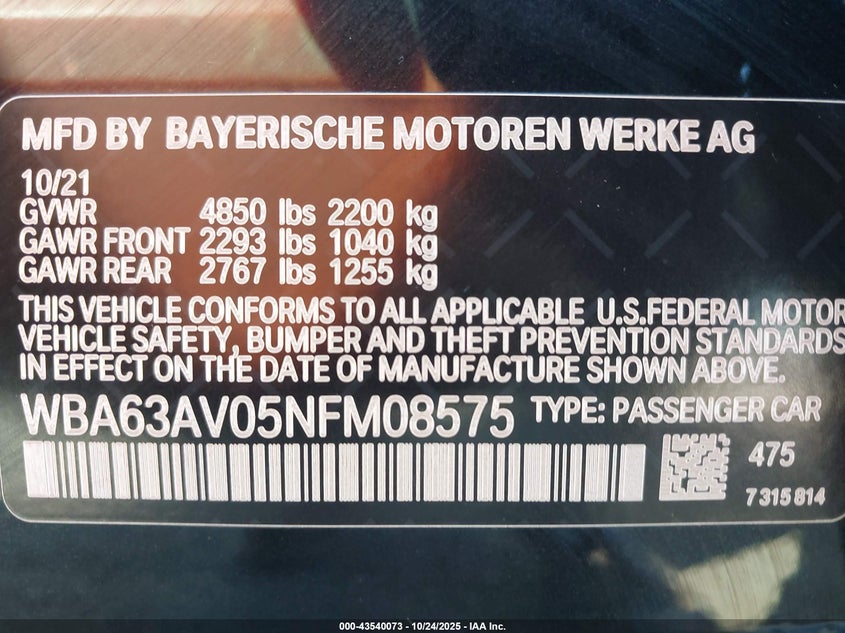 MFD BY BAYERISCHE MOTOREN WERKE AG
10/21
GVWR 4850 lbs 2200 kg
GAWR FRONT 2293 lbs 1040 kg
GAWR REAR 2767 lbs 1255 kg
THIS VEHICLE CONFORMS TO ALL APPLICABLE U.S.FEDERAL MOTOR
VEHICLE SAFETY, BUMPER AND THEFT PREVENTION STANDARDS
IN EFFECT ON THE DATE OF MANUFACTURE SHOWN ABOVE.
WBA63AV05NFM08575 TYPE: PASSENGER CAR
475
7 315 814
000-43540073 - 10/24/2025 - IAA Inc.